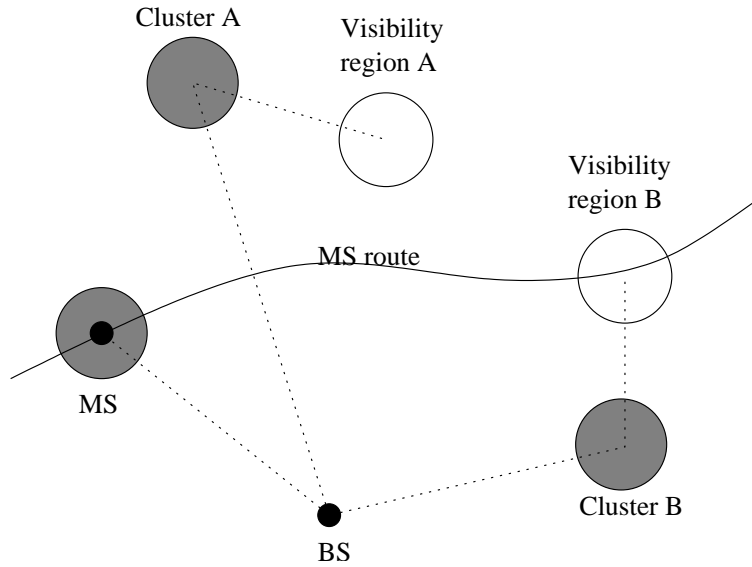 Cluster A
Visibility
region A
Visibility
region B
MS route
MS
Cluster B
BS